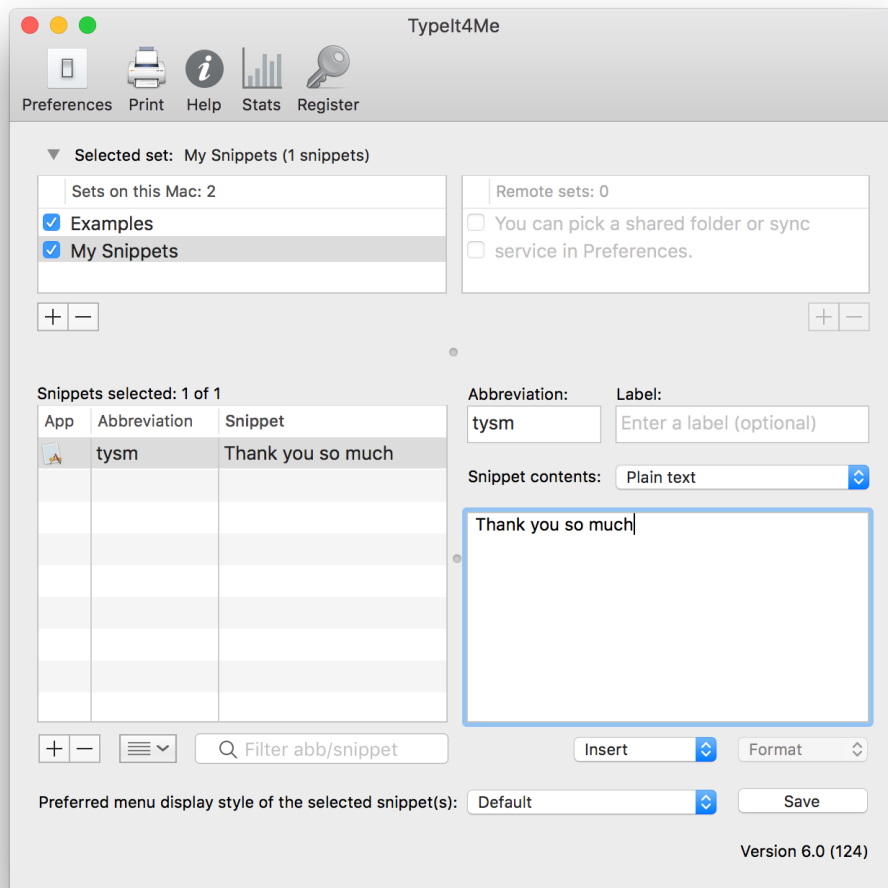 TypeIt4Me
Preferences Print Help Stats Register
Selected set: My Snippets (1 snippets)
Sets on this Mac: 2
Examples
My Snippets
Remote sets: 0
You can pick a shared folder or sync
service in Preferences.
Snippets selected: 1 of 1
App Abbreviation Snippet
tysm Thank you so much
Abbreviation: Label:
tysm Enter a label (optional)
Snippet contents: Plain text
Thank you so much
Filter abb/snippet
Insert Format
Preferred menu display style of the selected snippet(s): Default Save
Version 6.0 (124)